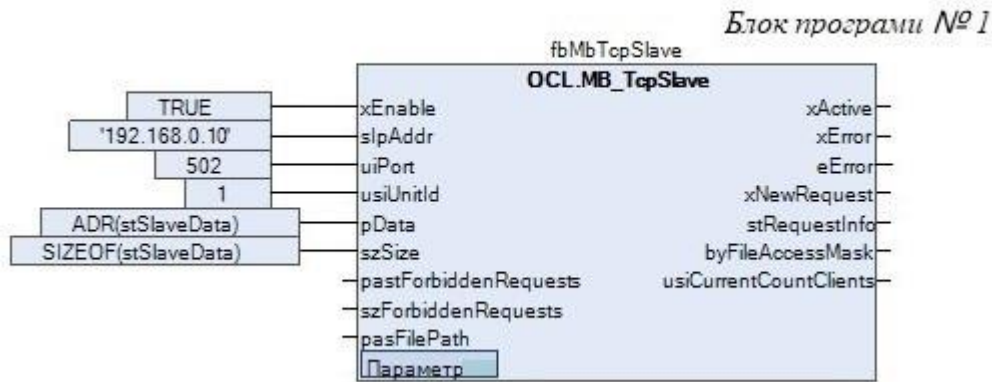 Блок програми № 1
fbMbTcpSlave
OCL.MB_TcpSlave
TRUE xEnable xActive
'192.168.0.10' sIpAddr xError
502 uiPort eError
1 usiUnitId xNewRequest
ADR(stSlaveData) pData stRequestInfo
SIZEOF(stSlaveData) szSize byFileAccessMask
pastForbiddenRequests usiCurrentCountClients
szForbiddenRequests
pasFilePath
Параметр